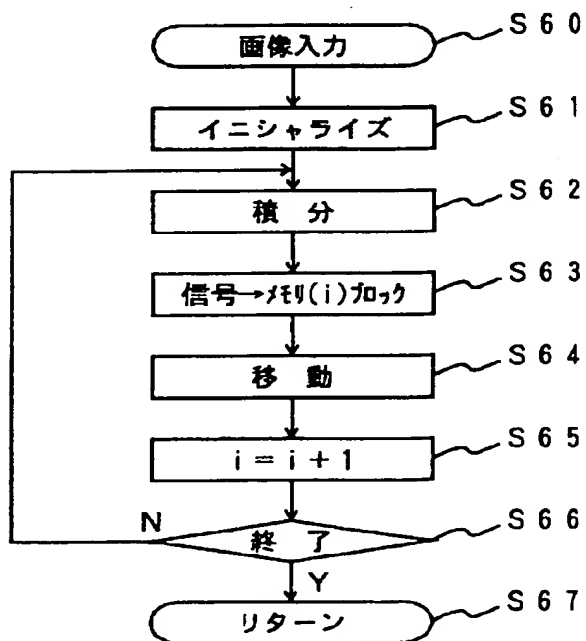 画像入力 S60
イニシャライズ S61
積 分 S62
信号→メモリ(i)ブロック S63
移 動 S64
i=i+1 S65
N 終 了 S66
Y
リターン S67